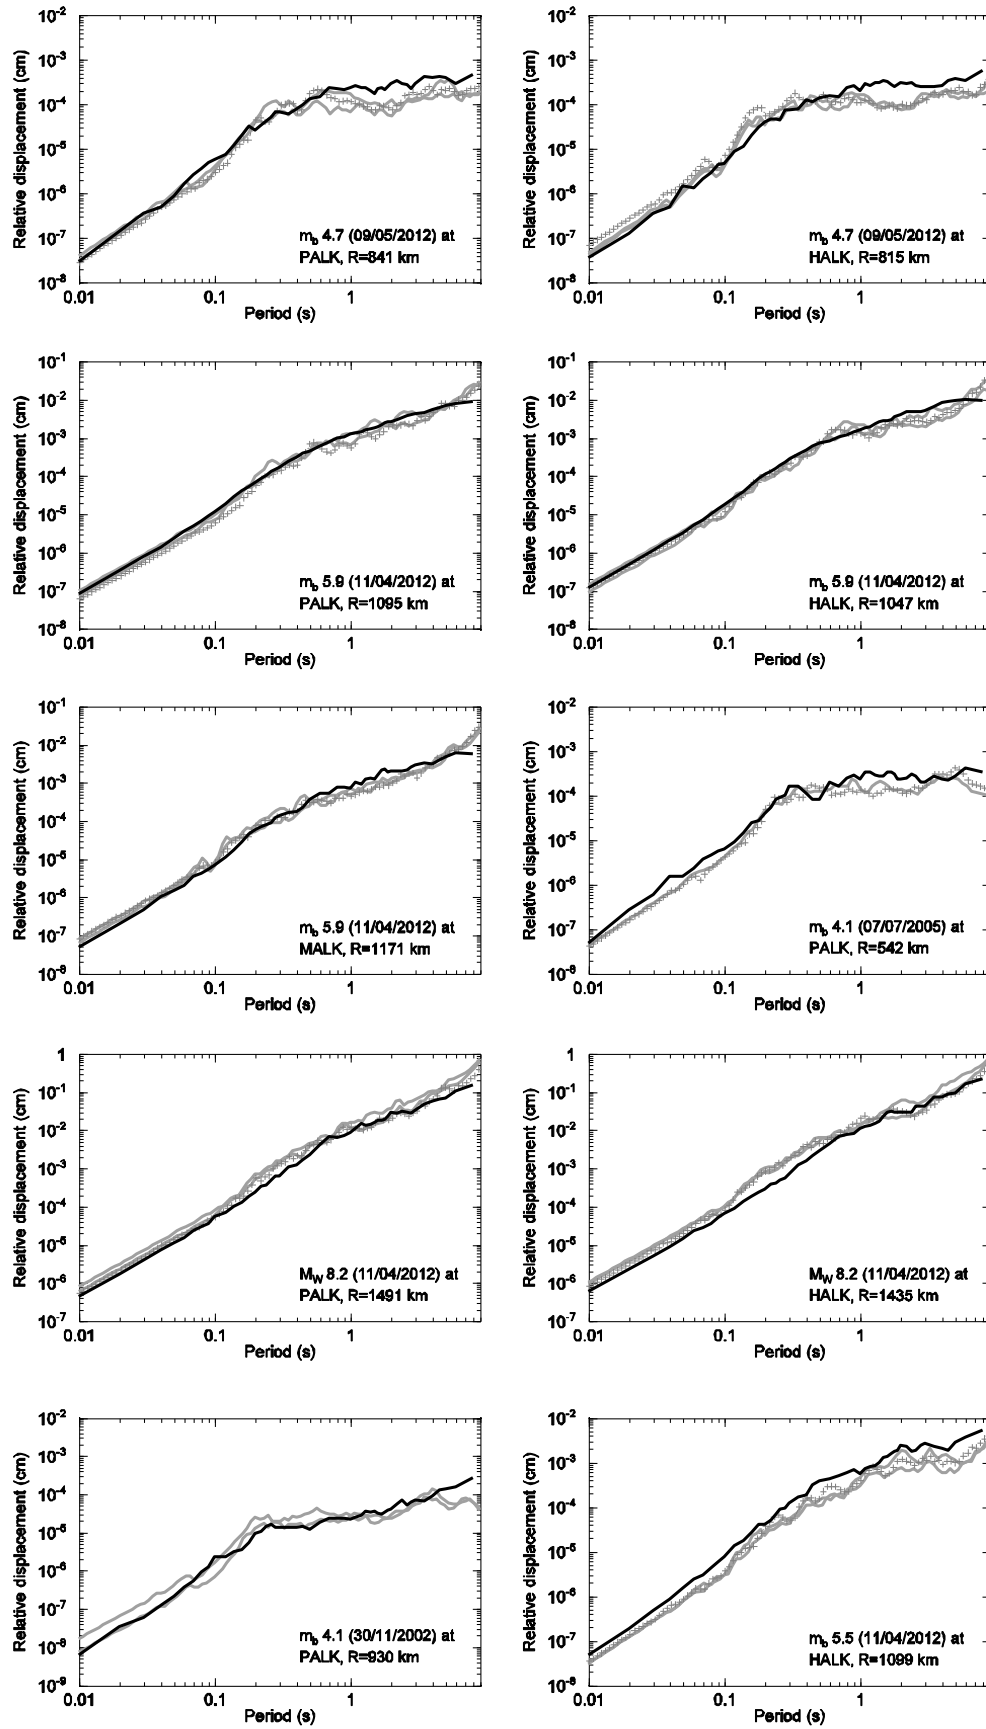 10-2
10-3
10-4
10-5
10-6
10-7
10-8
Relative displacement (cm)
mb 4.7 (09/05/2012) at
PALK, R=841 km
0.01 0.1 1
Period (s)
10-2
10-3
10-4
10-5
10-6
10-7
10-8
Relative displacement (cm)
mb 4.7 (09/05/2012) at
HALK, R=815 km
0.01 0.1 1
Period (s)
10-1
10-2
10-3
10-4
10-5
10-6
10-7
10-8
Relative displacement (cm)
mb 5.9 (11/04/2012) at
PALK, R=1095 km
0.01 0.1 1
Period (s)
10-1
10-2
10-3
10-4
10-5
10-6
10-7
10-8
Relative displacement (cm)
mb 5.9 (11/04/2012) at
HALK, R=1047 km
0.01 0.1 1
Period (s)
10-1
10-2
10-3
10-4
10-5
10-6
10-7
10-8
Relative displacement (cm)
mb 5.9 (11/04/2012) at
MALK, R=1171 km
0.01 0.1 1
Period (s)
10-2
10-3
10-4
10-5
10-6
10-7
10-8
Relative displacement (cm)
mb 4.1 (07/07/2005) at
PALK, R=542 km
0.01 0.1 1
Period (s)
1
10-1
10-2
10-3
10-4
10-5
10-6
10-7
Relative displacement (cm)
MW 8.2 (11/04/2012) at
PALK, R=1491 km
0.01 0.1 1
Period (s)
1
10-1
10-2
10-3
10-4
10-5
10-6
10-7
Relative displacement (cm)
MW 8.2 (11/04/2012) at
HALK, R=1435 km
0.01 0.1 1
Period (s)
10-2
10-3
10-4
10-5
10-6
10-7
10-8
10-9
Relative displacement (cm)
mb 4.1 (30/11/2002) at
PALK, R=930 km
0.01 0.1 1
Period (s)
10-2
10-3
10-4
10-5
10-6
10-7
10-8
Relative displacement (cm)
mb 5.5 (11/04/2012) at
HALK, R=1099 km
0.01 0.1 1
Period (s)